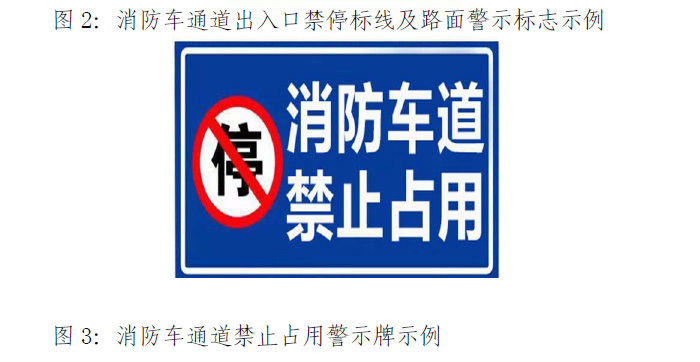 图 2：消防车通道出入口禁停标线及路面警示标志示例
停
消防车道
禁止占用
图 3：消防车通道禁止占用警示牌示例